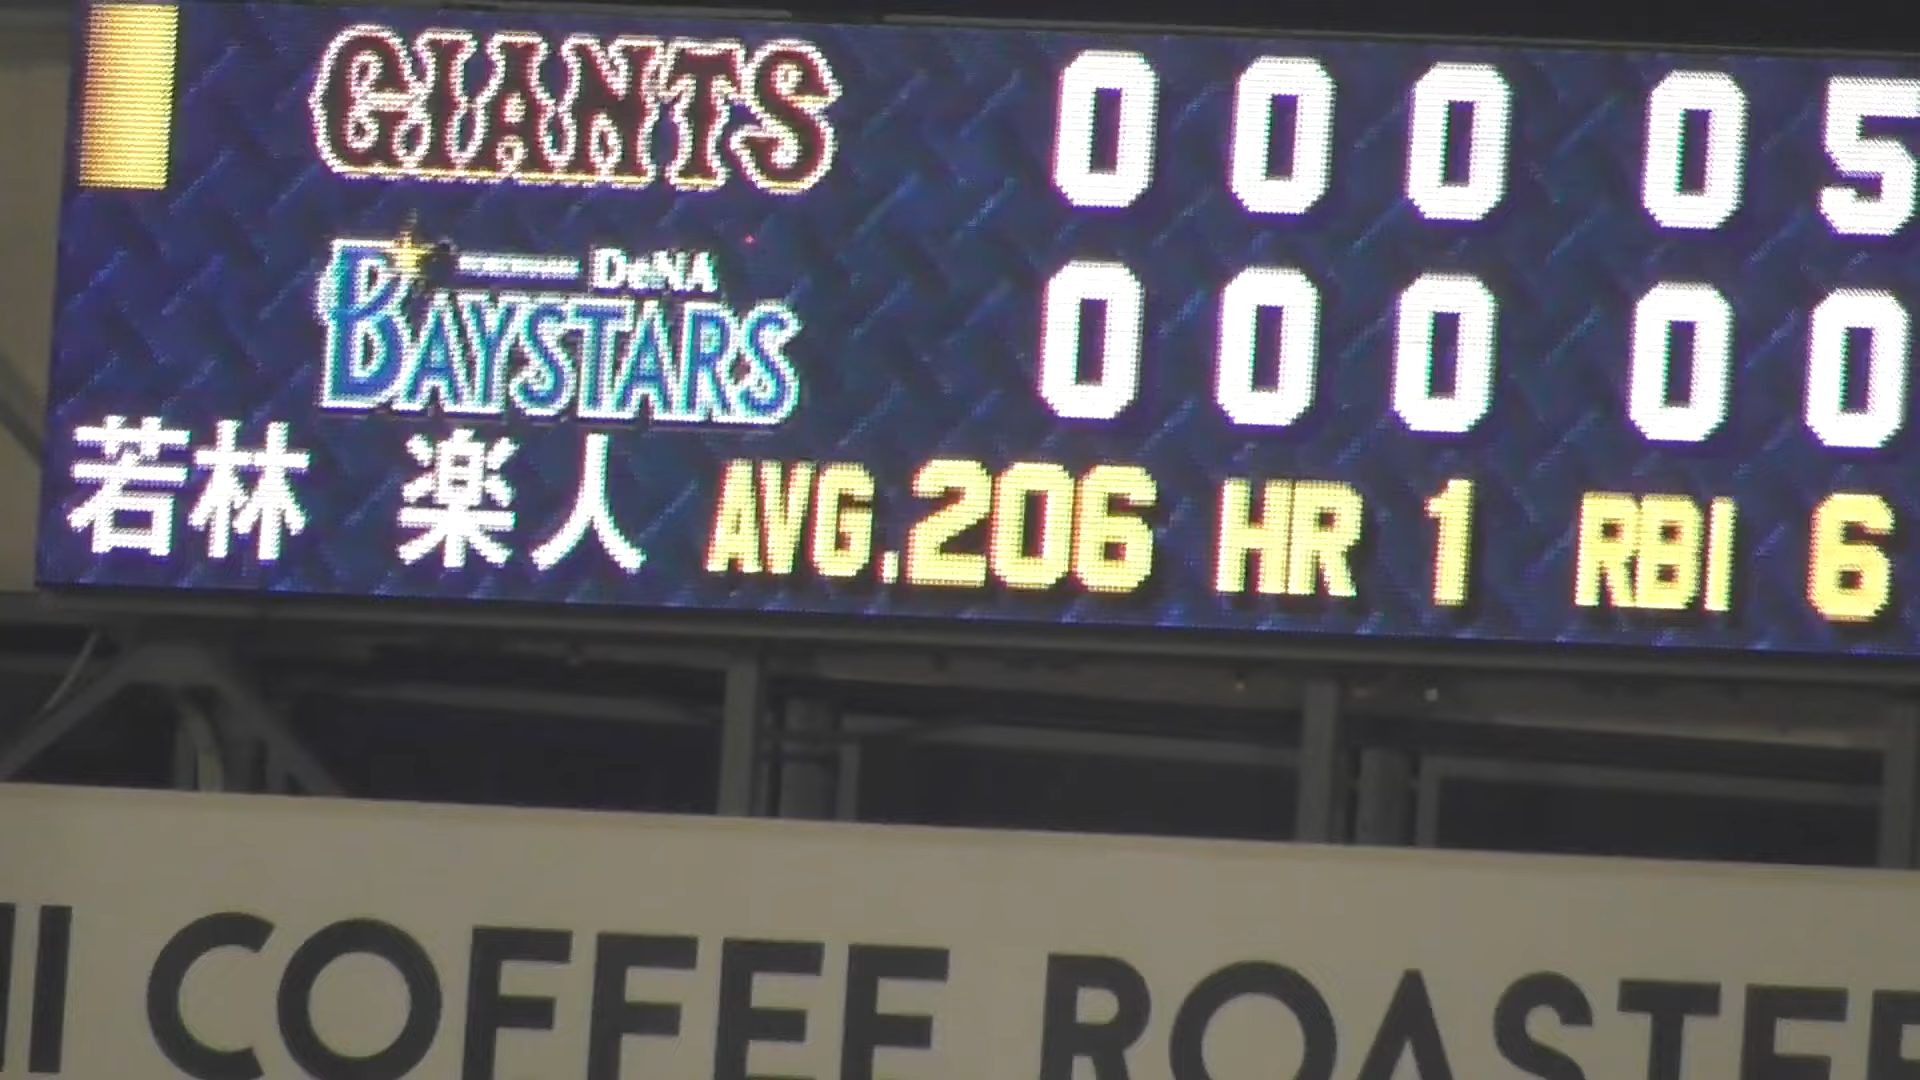 GIANTS 0 0 0 0 5
DeNA
BAYSTARS 0 0 0 0 0
若林 楽人 AVG.206 HR 1 RBI 6
COFFEE ROASTE